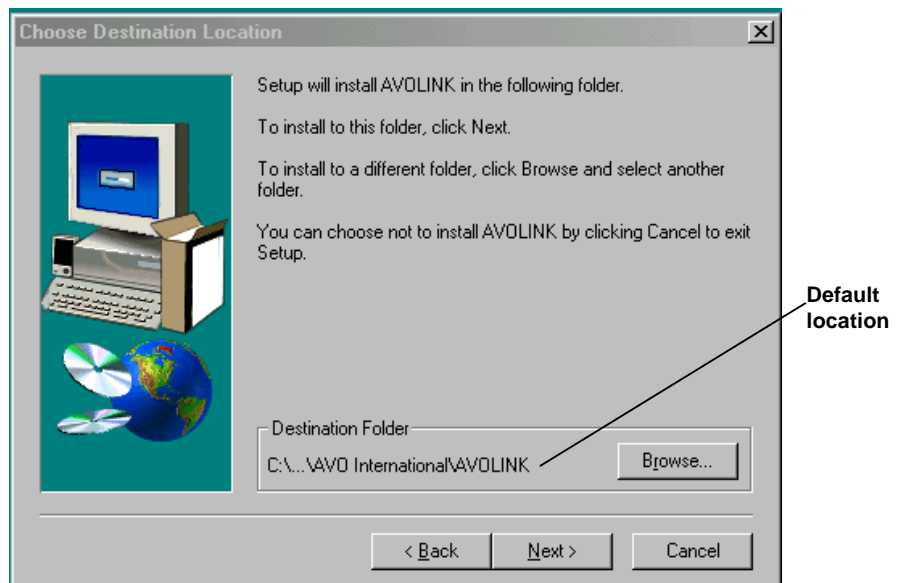 Choose Destination Location
Setup will install AVOLINK in the following folder.
To install to this folder, click Next.
To install to a different folder, click Browse and select another
folder.
You can choose not to install AVOLINK by clicking Cancel to exit
Setup.
Default
location
Destination Folder
C:\...\AVO International\AVOLINK
Browse...
< Back
Next >
Cancel